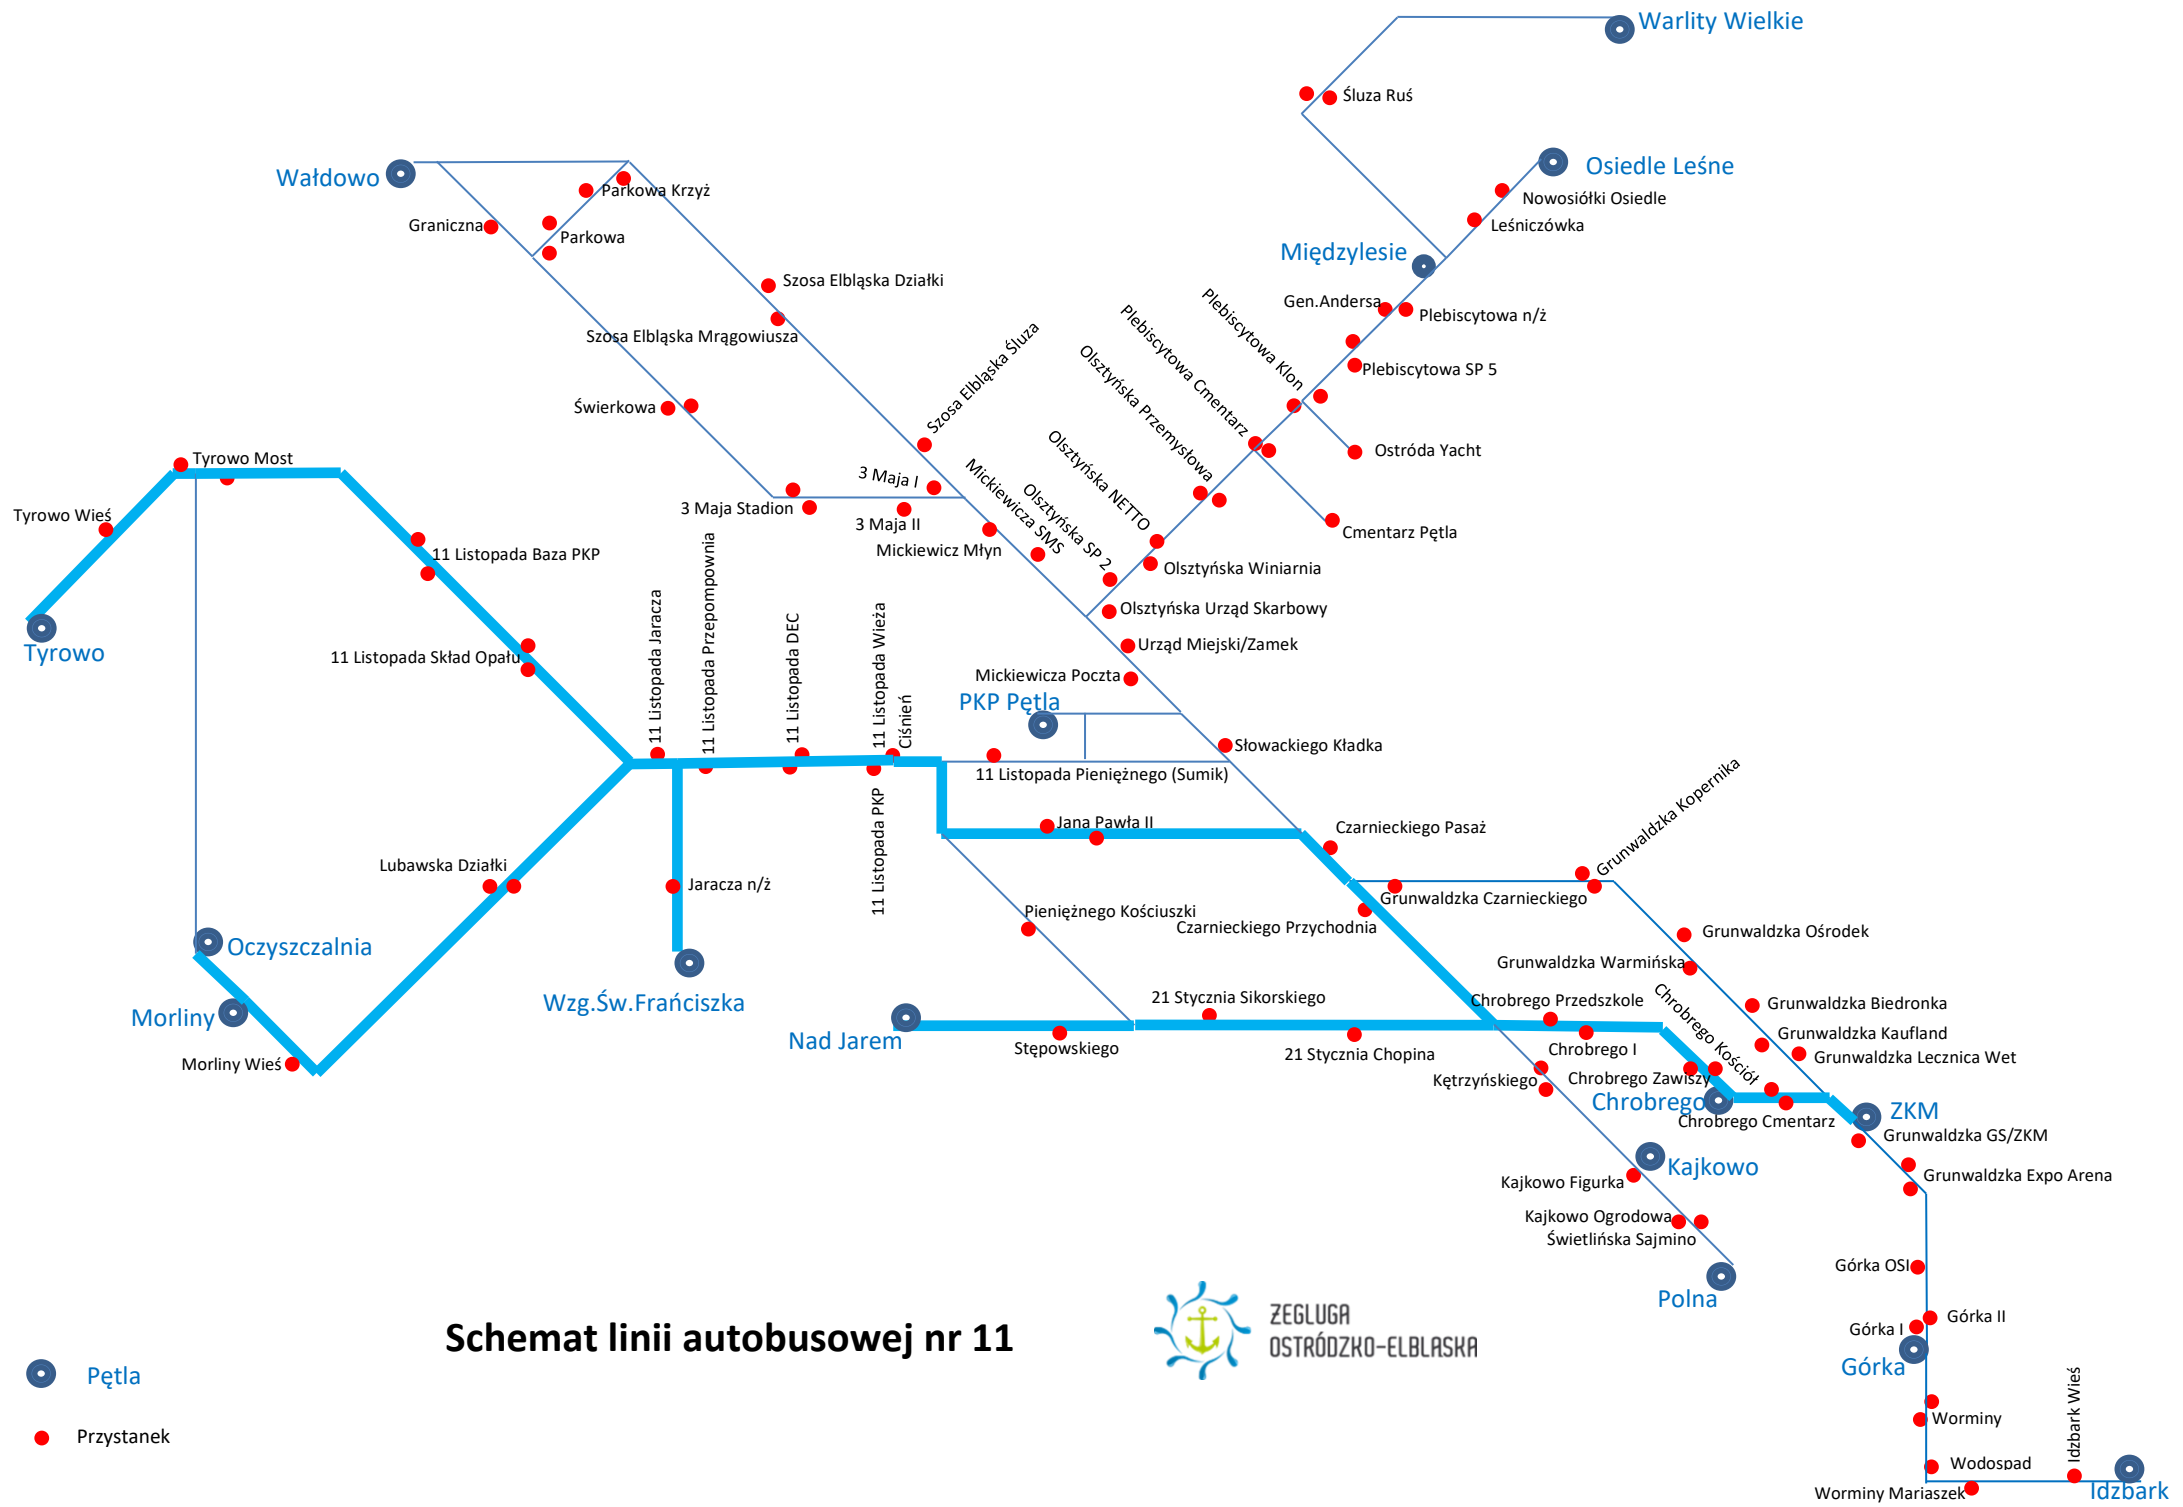 Warlity Wielkie
Śluza Ruś
Wałdowo
Parkowa Krzyż
Osiedle Leśne
Nowosiółki Osiedle
Graniczna
Parkowa
Leśniczówka
Międzylesie
Szosa Elbląska Działki
Gen.Andersa
Plebiscytowa n/ż
Szosa Elbląska Mrągowiusza
Szosa Elbląska Śluza
Plebiscytowa Klon
Plebiscytowa Cmentarz
Olsztyńska Przemysłowa
Plebiscytowa SP 5
Świerkowa
Ostróda Yacht
Tyrowo Most
3 Maja I
Mickiewicza SMS
Olsztyńska SP 2
Olsztyńska NETTO
3 Maja Stadion
3 Maja II
Tyrowo Wieś
Cmentarz Pętla
Mickiewicz Młyn
11 Listopada Baza PKP
Olsztyńska Winiarnia
Olsztyńska Urząd Skarbowy
Tyrowo
11 Listopada Skład Opału
11 Listopada Jaracza
11 Listopada Przepompownia
11 Listopada DEC
11 Listopada Wieża
Ciśnień
Urząd Miejski/Zamek
Mickiewicza Poczta
PKP Pętla
Słowackiego Kładka
11 Listopada Pieniężnego (Sumik)
11 Listopada PKP
Jana Pawła II
Czarnieckiego Pasaż
Grunwaldzka Kopernika
Lubawska Działki
Jaracza n/ż
Grunwaldzka Czarnieckiego
Pieniężnego Kościuszki
Czarnieckiego Przychodnia
Grunwaldzka Ośrodek
Oczyszczalnia
Grunwaldzka Warmińska
Wzg.Św.Frańciszka
21 Stycznia Sikorskiego
Chrobrego Przedszkole
Grunwaldzka Biedronka
Morliny
Nad Jarem
Stępowskiego
21 Stycznia Chopina
Chrobrego I
Chrobrego Kościół
Grunwaldzka Kaufland
Grunwaldzka Lecznica Wet
Morliny Wieś
Kętrzyńskiego
Chrobrego Zawiszy
Chrobrego
ZKM
Chrobrego Cmentarz
Grunwaldzka GS/ZKM
Kajkowo
Kajkowo Figurka
Grunwaldzka Expo Arena
Kajkowo Ogrodowa
Świetlińska Sajmino
Górka OSI
Polna
Górka II
Górka I
Górka
Schemat linii autobusowej nr 11
ŻEGLUGA
OSTRÓDZKO-ELBLASKA
Pętla
Przystanek
Worminy
Idzbark Wieś
Wodospad
Worminy Mariaszek
Idzbark